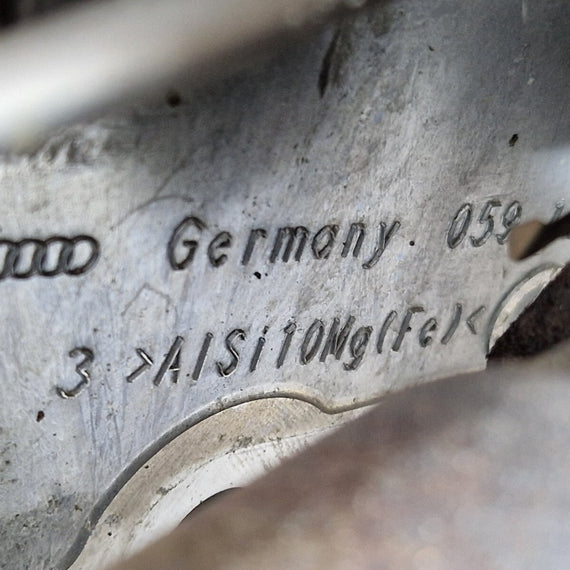 Germany. 059
3 >AlSi10Mg(Fe)<